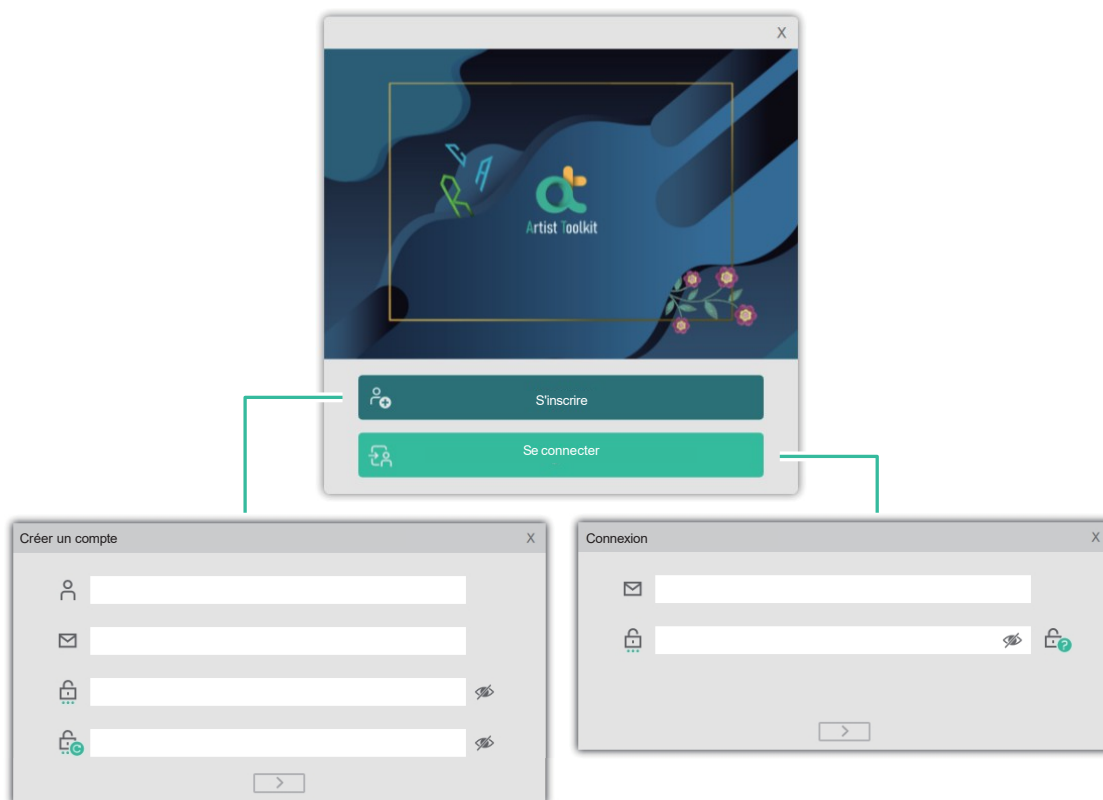 X
Artist Toolkit
S'inscrire
Se connecter
Créer un compte
X
Connexion
X